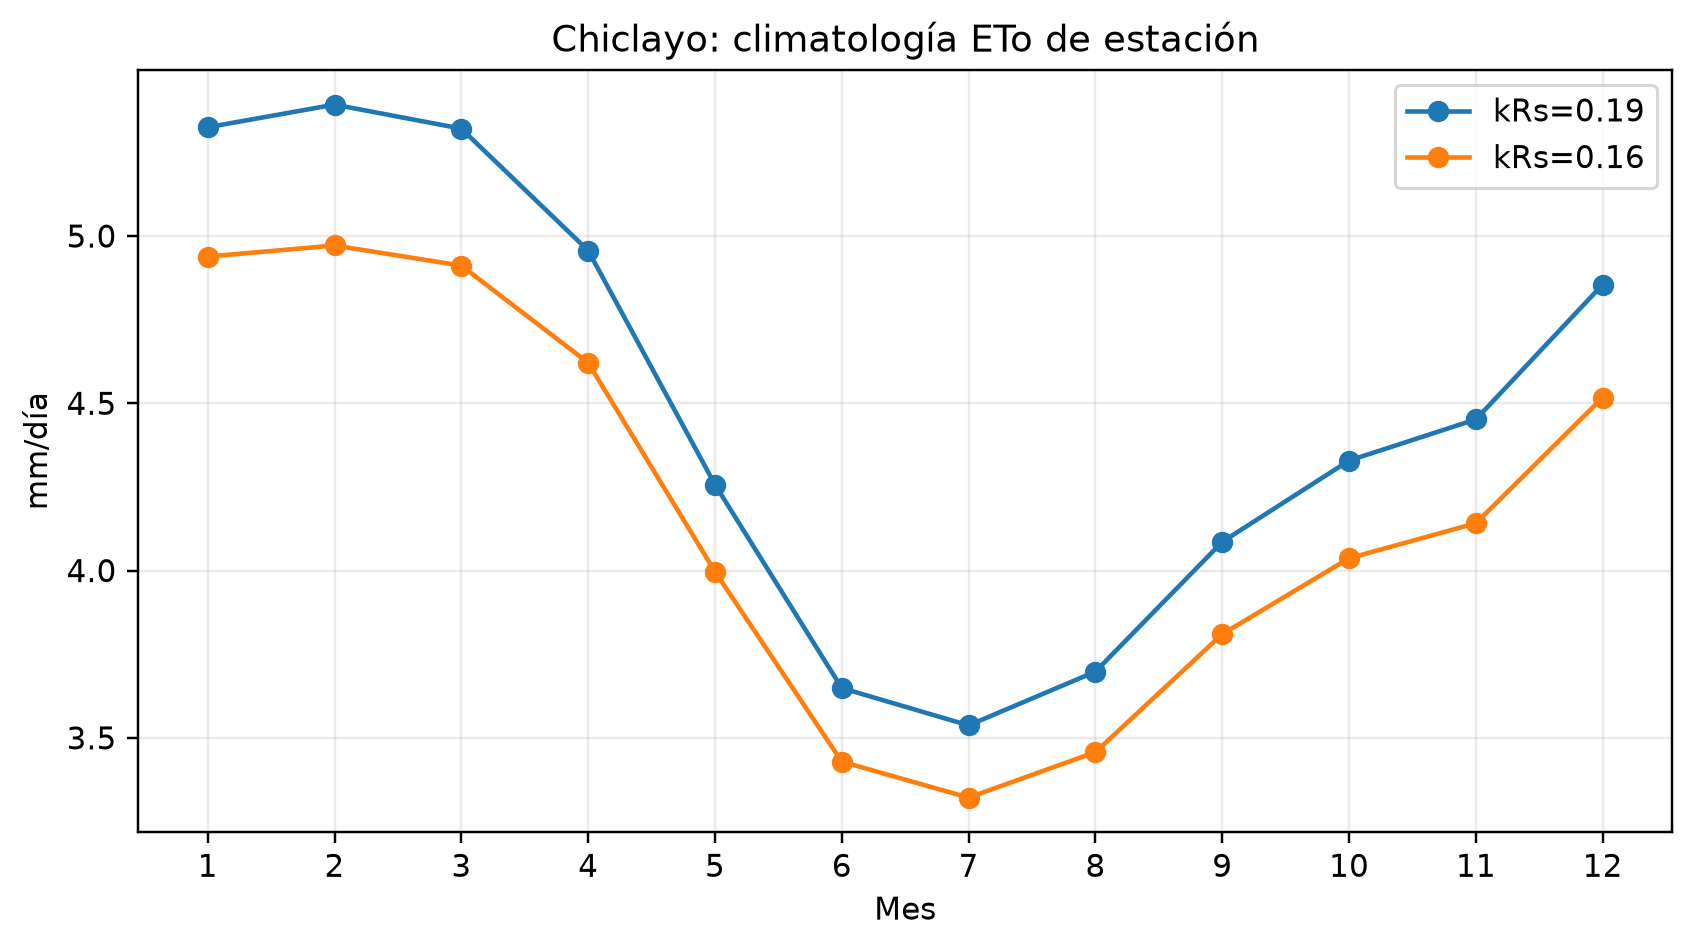 Chiclayo: climatología ETo de estación
kRs=0.19
kRs=0.16
mm/día
5.0
4.5
4.0
3.5
1 2 3 4 5 6 7 8 9 10 11 12
Mes